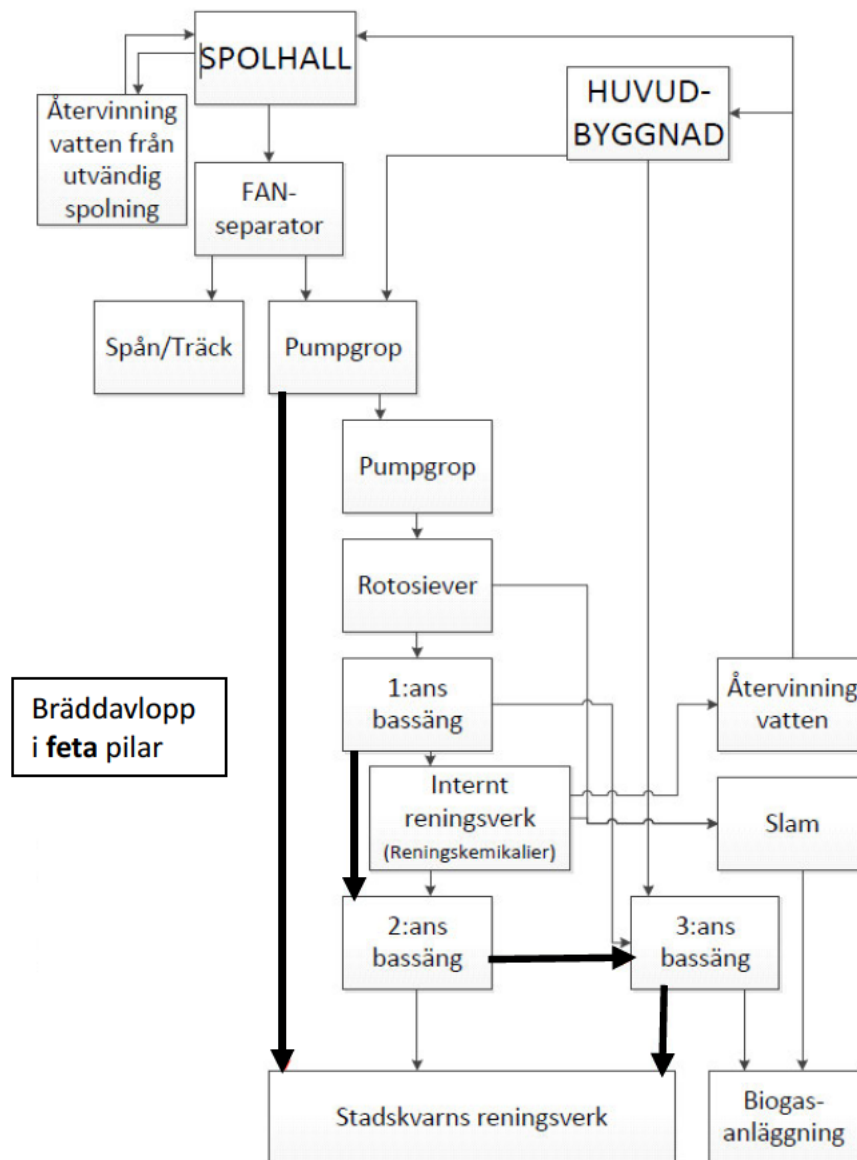 SPOLHALL
HUVUD-
BYGGNAD
Återvinning
vatten från
utvändig
spolning
FAN-
separator
Spån/Träck
Pumpgrop
Pumpgrop
Rotosiever
1:ans
bassäng
Återvinning
vatten
Bräddavlopp
i feta pilar
Internt
reningsverk
(Reningskemikalier)
Slam
2:ans
bassäng
3:ans
bassäng
Stadskvarns reningsverk
Biogas-
anläggning